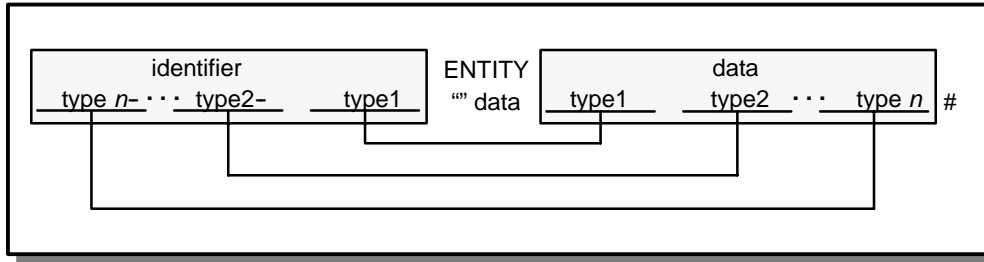 identifier ENTITY data
type n- ··· type2- type1 “” data type1 type2 ··· type n #